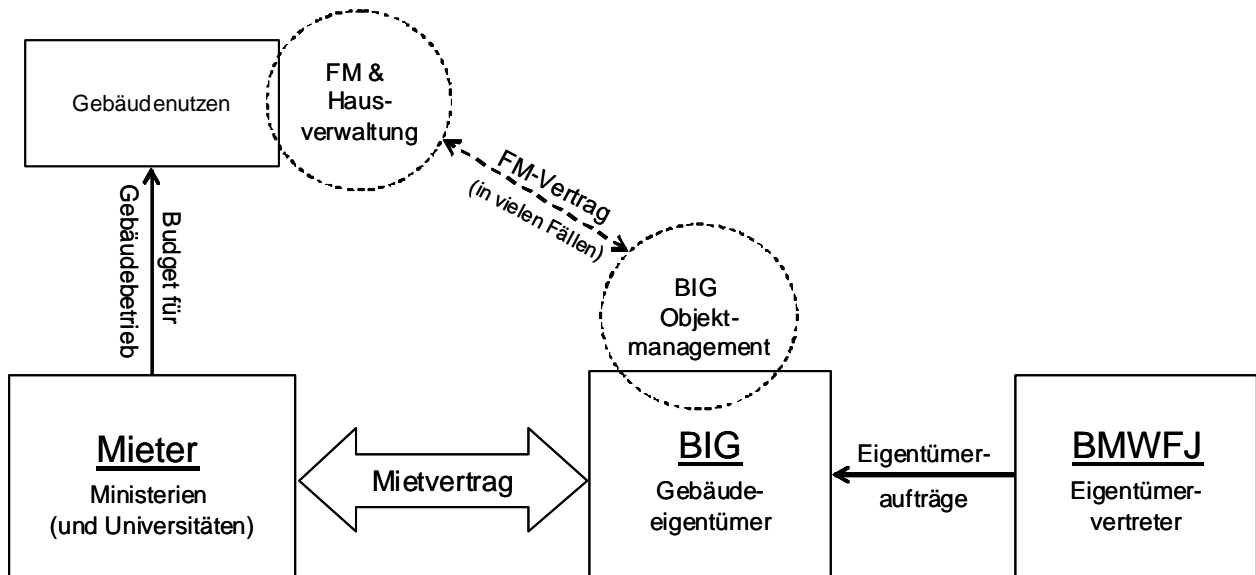 Gebäudenutzen
FM &
Haus-
verwaltung
FM-Vertrag
(in vielen Fällen)
Budget für
Gebäudebetrieb
BIG
Objekt-
management
Mieter
Ministerien
(und Universitäten)
Mietvertrag
BIG
Gebäude-
eigentümer
Eigentümer-
aufträge
BMWFJ
Eigentümer-
vertreter